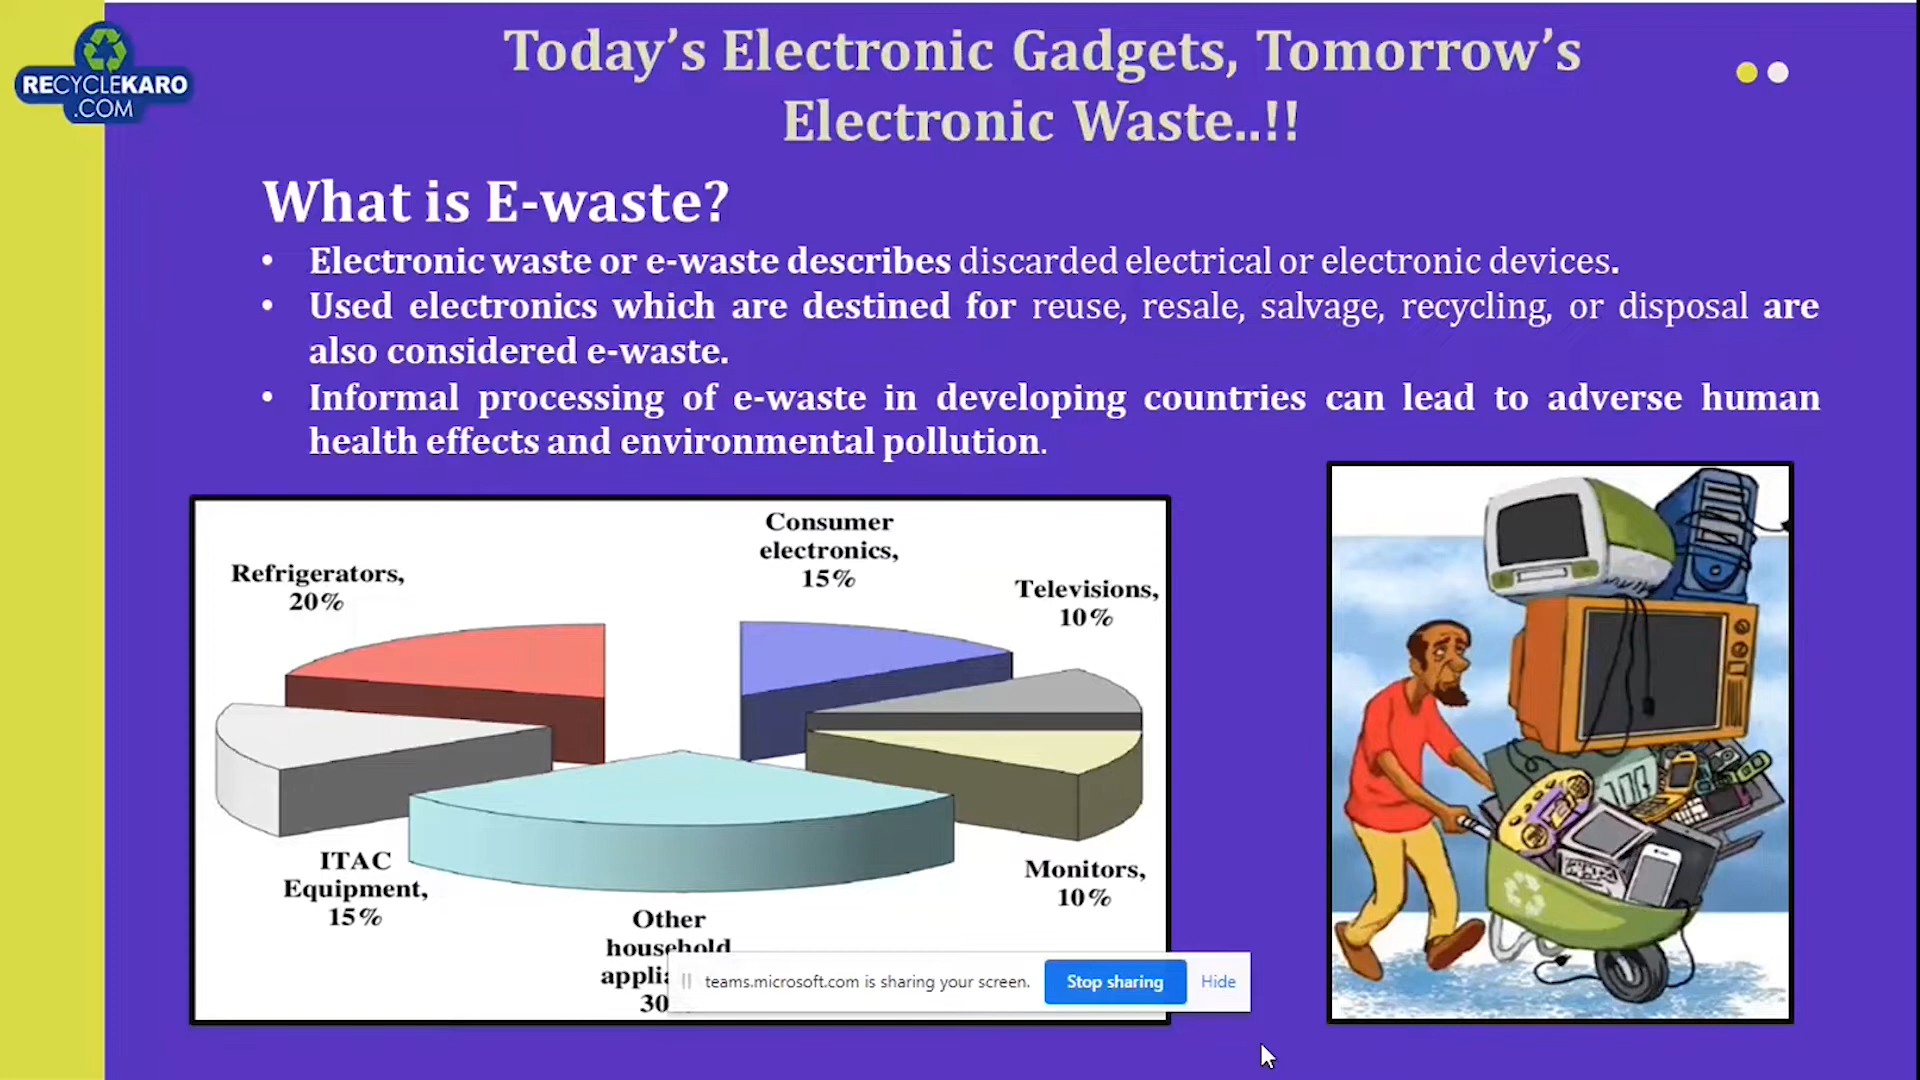 RECYCLEKARO
.COM
Today’s Electronic Gadgets, Tomorrow’s
Electronic Waste..!!
What is E-waste?
• Electronic waste or e-waste describes discarded electrical or electronic devices.
• Used electronics which are destined for reuse, resale, salvage, recycling, or disposal are
also considered e-waste.
• Informal processing of e-waste in developing countries can lead to adverse human
health effects and environmental pollution.
Consumer
electronics,
15%
Refrigerators,
20%
Televisions,
10%
ITAC
Equipment,
15%
Monitors,
10%
Other
household
30
teams.microsoft.com is sharing your screen.
Stop sharing
Hide